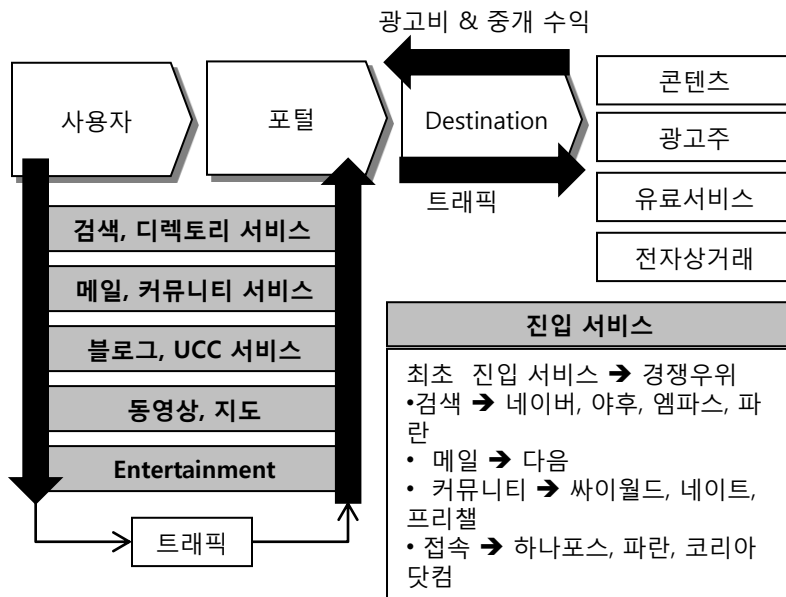 광고비 & 중개 수익
사용자
포털
Destination
트래픽
콘텐츠
광고주
유료서비스
전자상거래
검색, 디렉토리 서비스
메일, 커뮤니티 서비스
블로그, UCC 서비스
동영상, 지도
Entertainment
트래픽
진입 서비스
최초 진입 서비스 ➔ 경쟁우위
•검색 ➔ 네이버, 야후, 엠파스, 파
란
• 메일 ➔ 다음
• 커뮤니티 ➔ 싸이월드, 네이트,
프리챌
• 접속 ➔ 하나포스, 파란, 코리아
닷컴